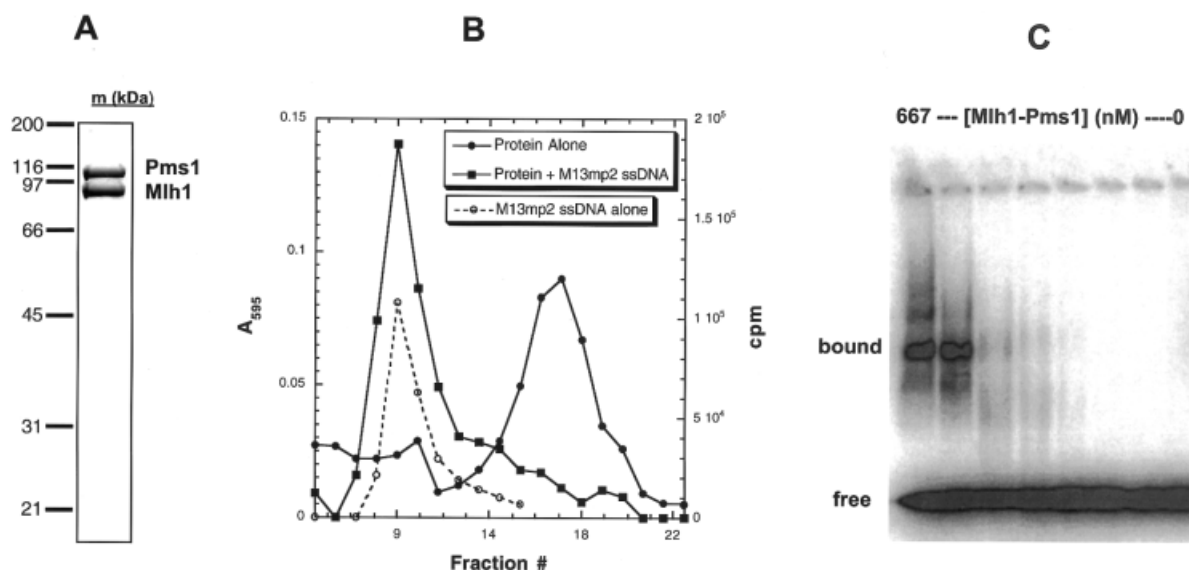 A
m (kDa)
200
116
97
66
45
31
21
Pms1
Mlh1
B
0.15
0.1
0.05
0
A595
2 10⁵
1.5 10⁵
1 10⁵
5 10⁴
0
cpm
Protein Alone
Protein + M13mp2 ssDNA
M13mp2 ssDNA alone
9
14
18
22
Fraction #
C
667 --- [Mlh1-Pms1] (nM) ----0
bound
free